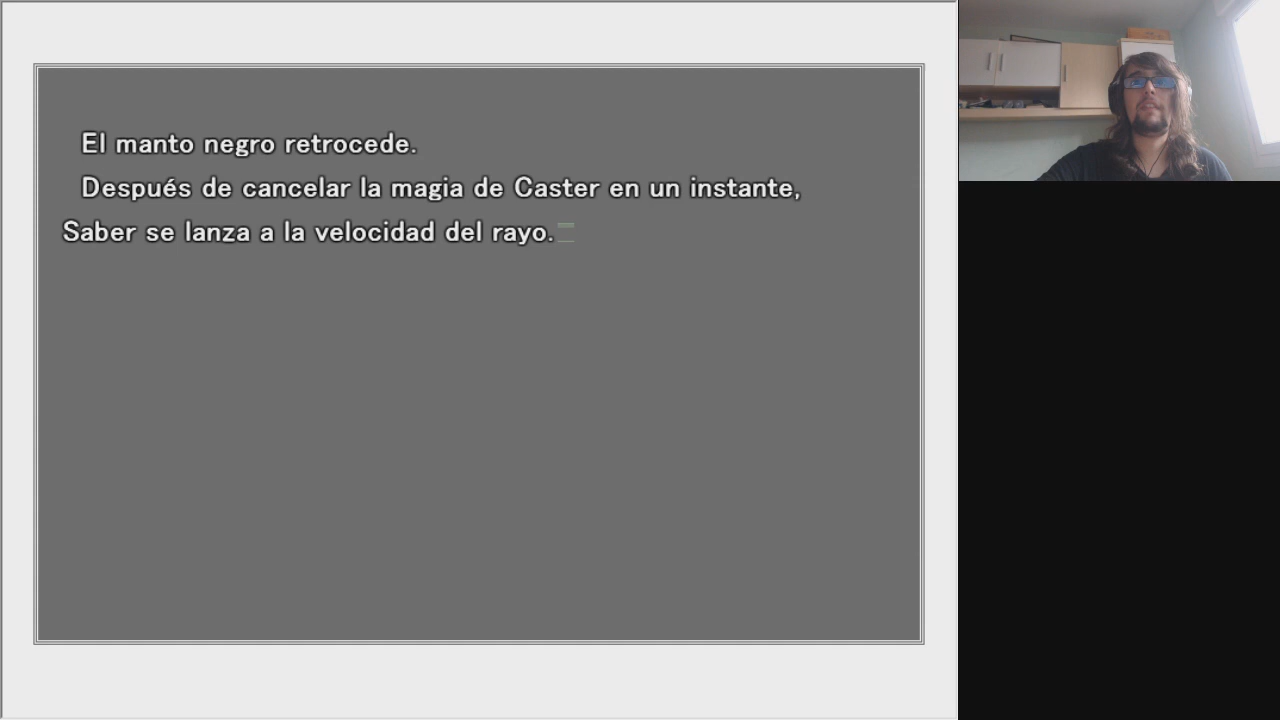 El manto negro retrocede.
Después de cancelar la magia de Caster en un instante,
Saber se lanza a la velocidad del rayo.